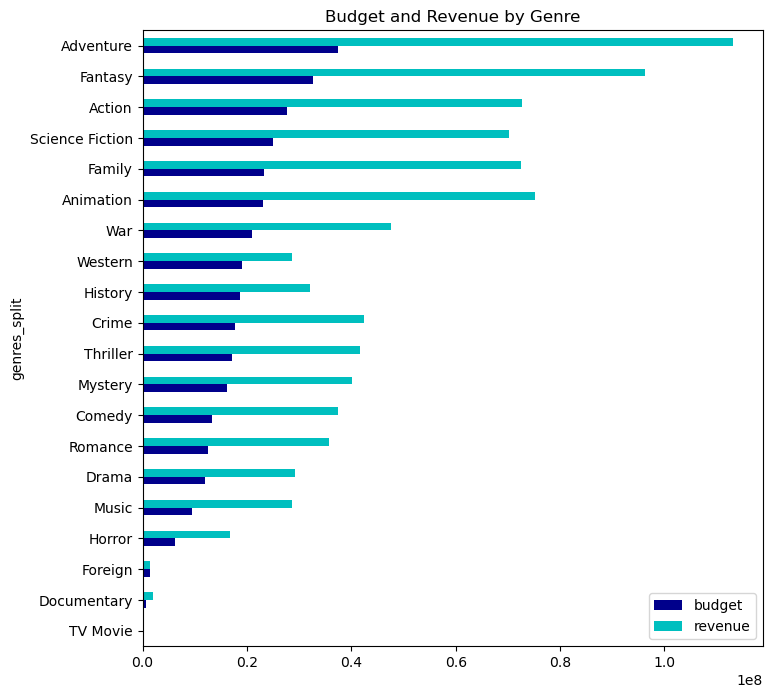 Budget and Revenue by Genre
Adventure
Fantasy
Action
Science Fiction
Family
Animation
War
Western
History
Crime
Thriller
Mystery
Comedy
Romance
Drama
Music
Horror
Foreign
Documentary
TV Movie
genres_split
budget
revenue
0.0 0.2 0.4 0.6 0.8 1.0
1e8